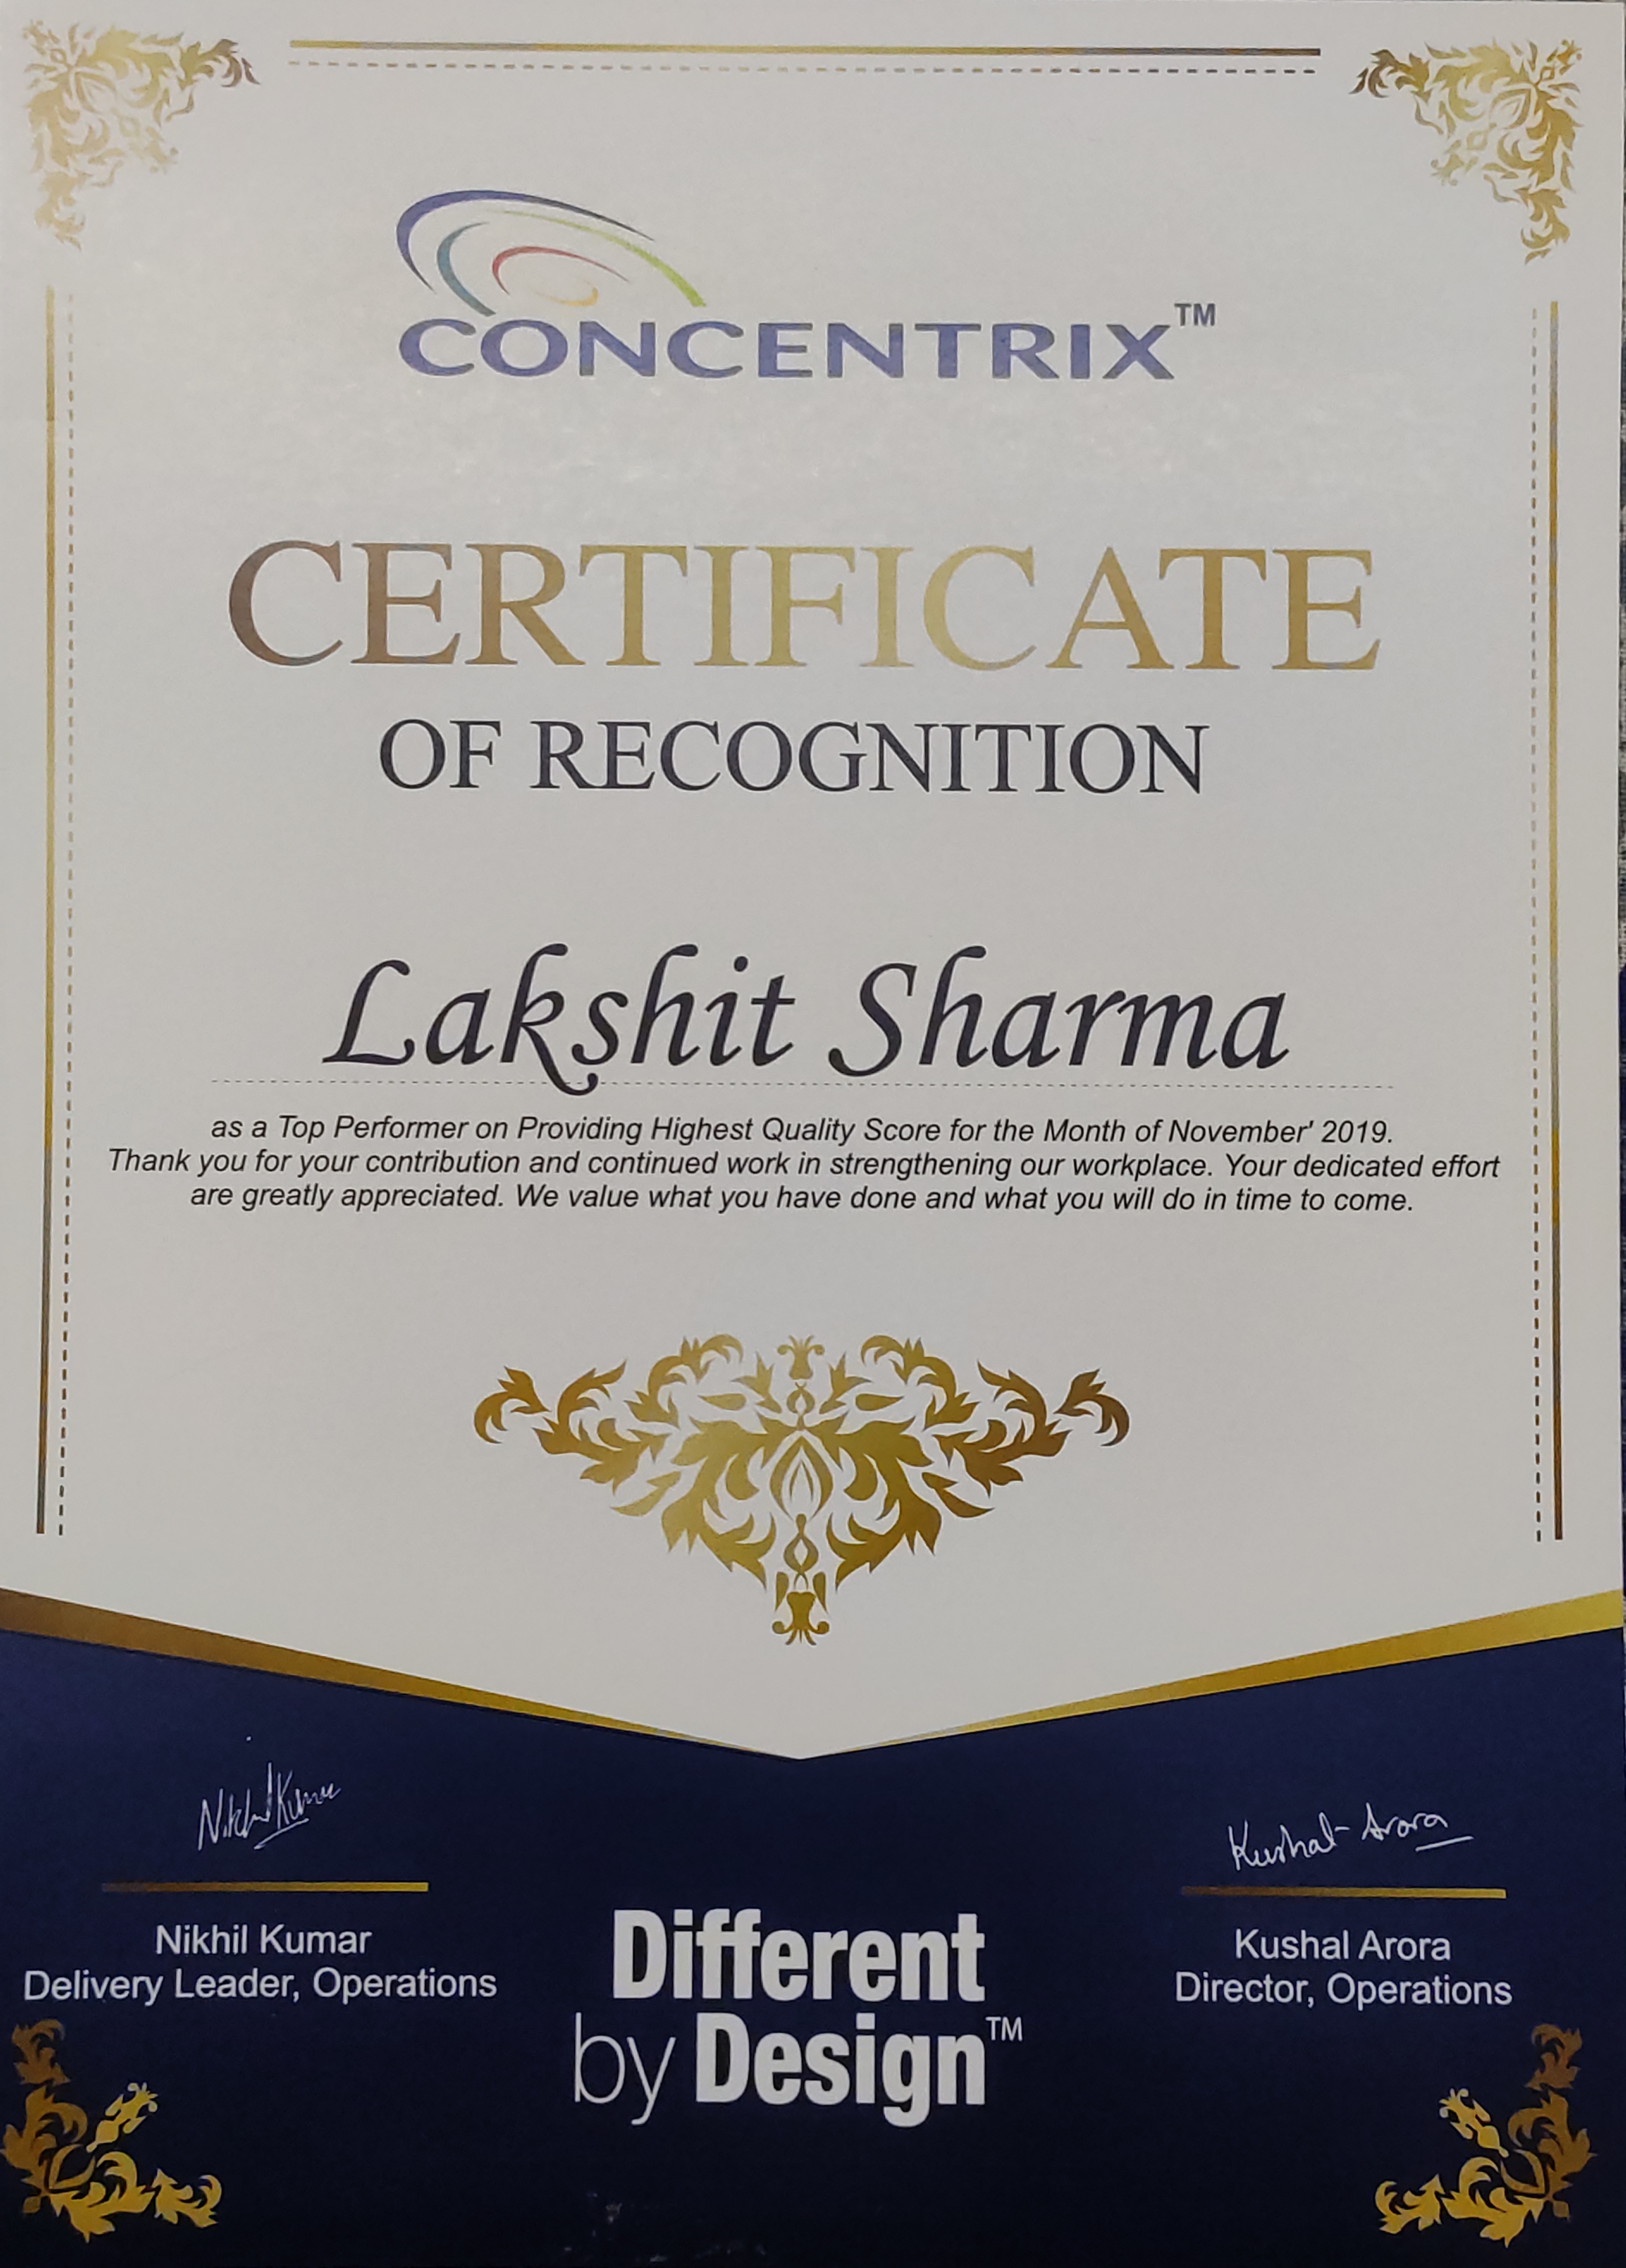 CONCENTRIX™
CERTIFICATE
OF RECOGNITION
Lakshit Sharma
as a Top Performer on Providing Highest Quality Score for the Month of November' 2019.
Thank you for your contribution and continued work in strengthening our workplace. Your dedicated effort
are greatly appreciated. We value what you have done and what you will do in time to come.
Nikhil Kumar
Nikhil Kumar
Delivery Leader, Operations
Different
by Design™
Kushal Arora
Kushal Arora
Director, Operations